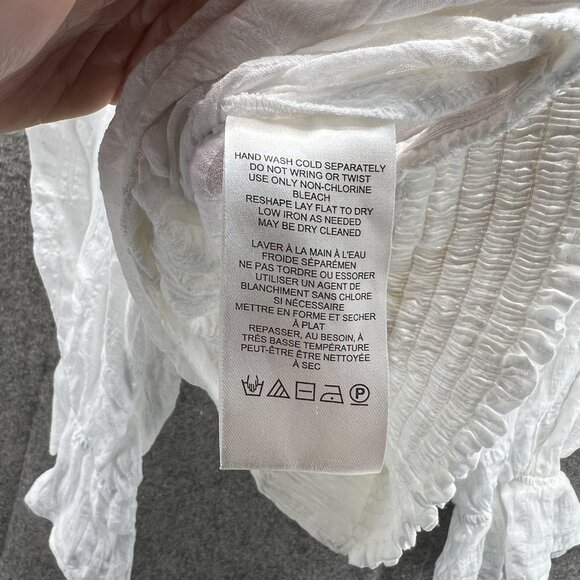 HAND WASH COLD SEPARATELY
DO NOT WRING OR TWIST
USE ONLY NON-CHLORINE
BLEACH
RESHAPE LAY FLAT TO DRY
LOW IRON AS NEEDED
MAY BE DRY CLEANED
LAVER À LA MAIN À L'EAU
FROIDE SÉPARÉMEN
NE PAS TORDRE OU ESSORER
UTILISER UN AGENT DE
BLANCHIMENT SANS CHLORE
SI NÉCESSAIRE
METTRE EN FORME ET SECHER
À PLAT
REPASSER, AU BESOIN, À
TRÉS BASSE TEMPÉRATURE
PEUT-ÊTRE ÊTRE NETTOYÉE
À SEC
P